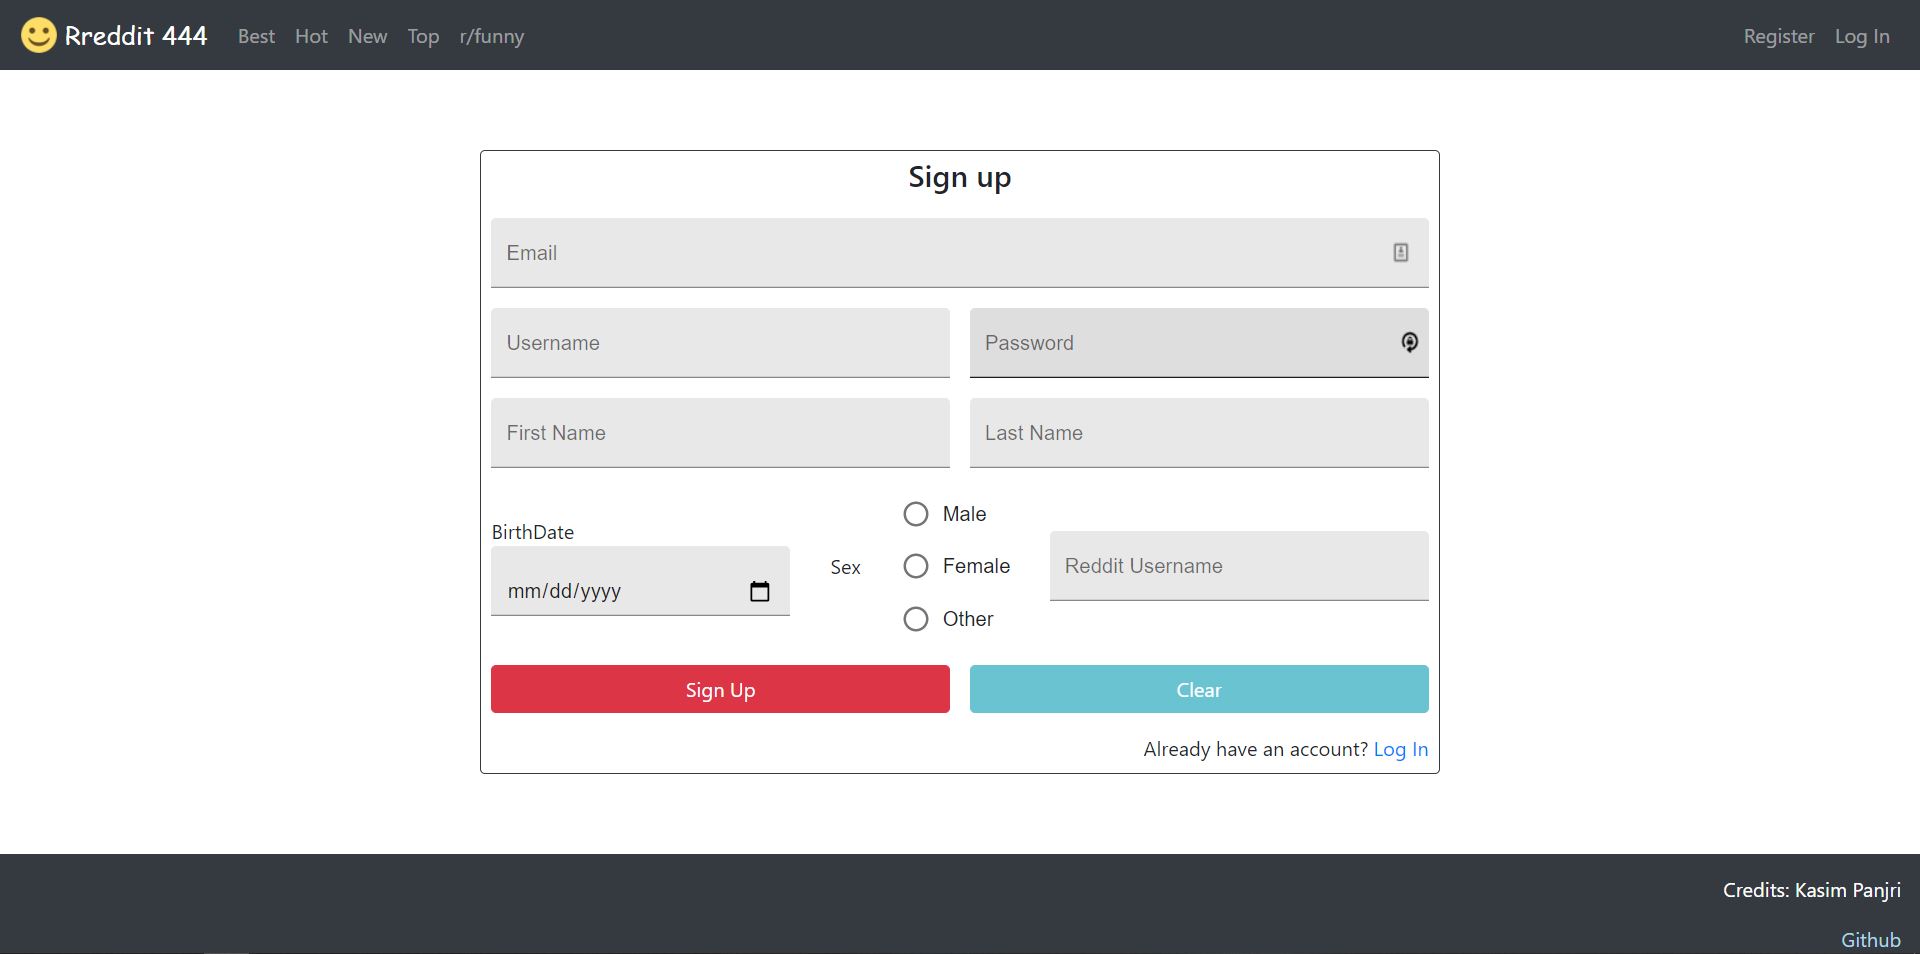 Rreddit 444 Best Hot New Top r/funny Register Log In
Sign up
Email
Username Password
First Name Last Name
BirthDate
mm/dd/yyyy
Sex
Male
Female
Other
Reddit Username
Sign Up Clear
Already have an account? Log In
Credits: Kasim Panjri
Github